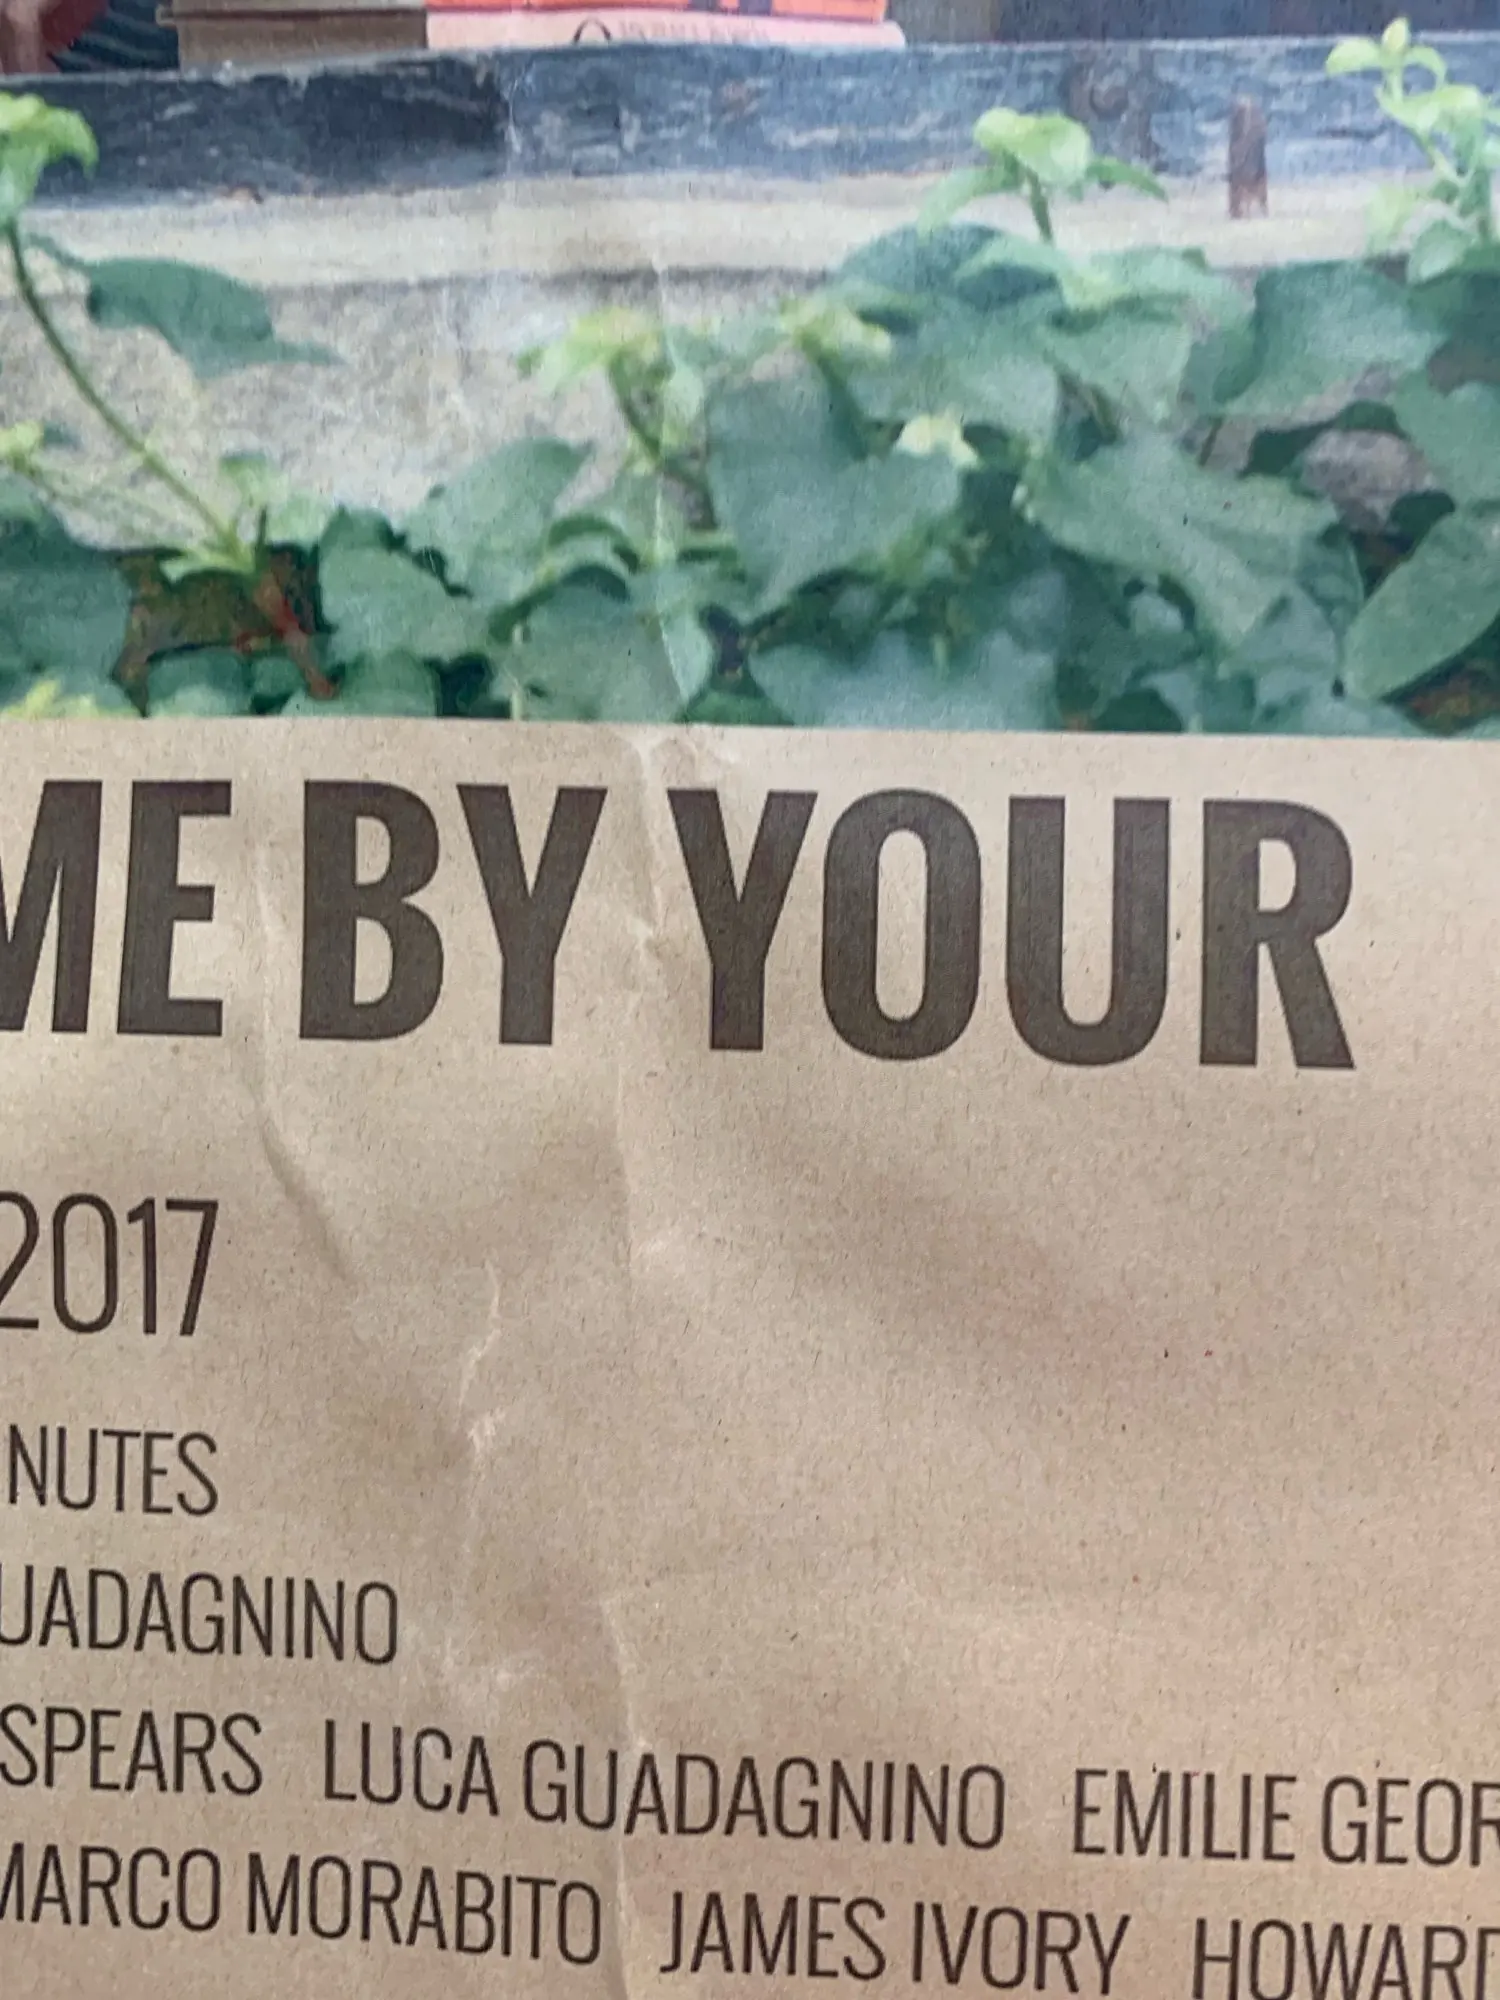 ME BY YOUR
2017
NUTES
UADAGNINO
SPEARS LUCA GUADAGNINO EMILIE GEOR
MARCO MORABITO JAMES IVORY HOWARD